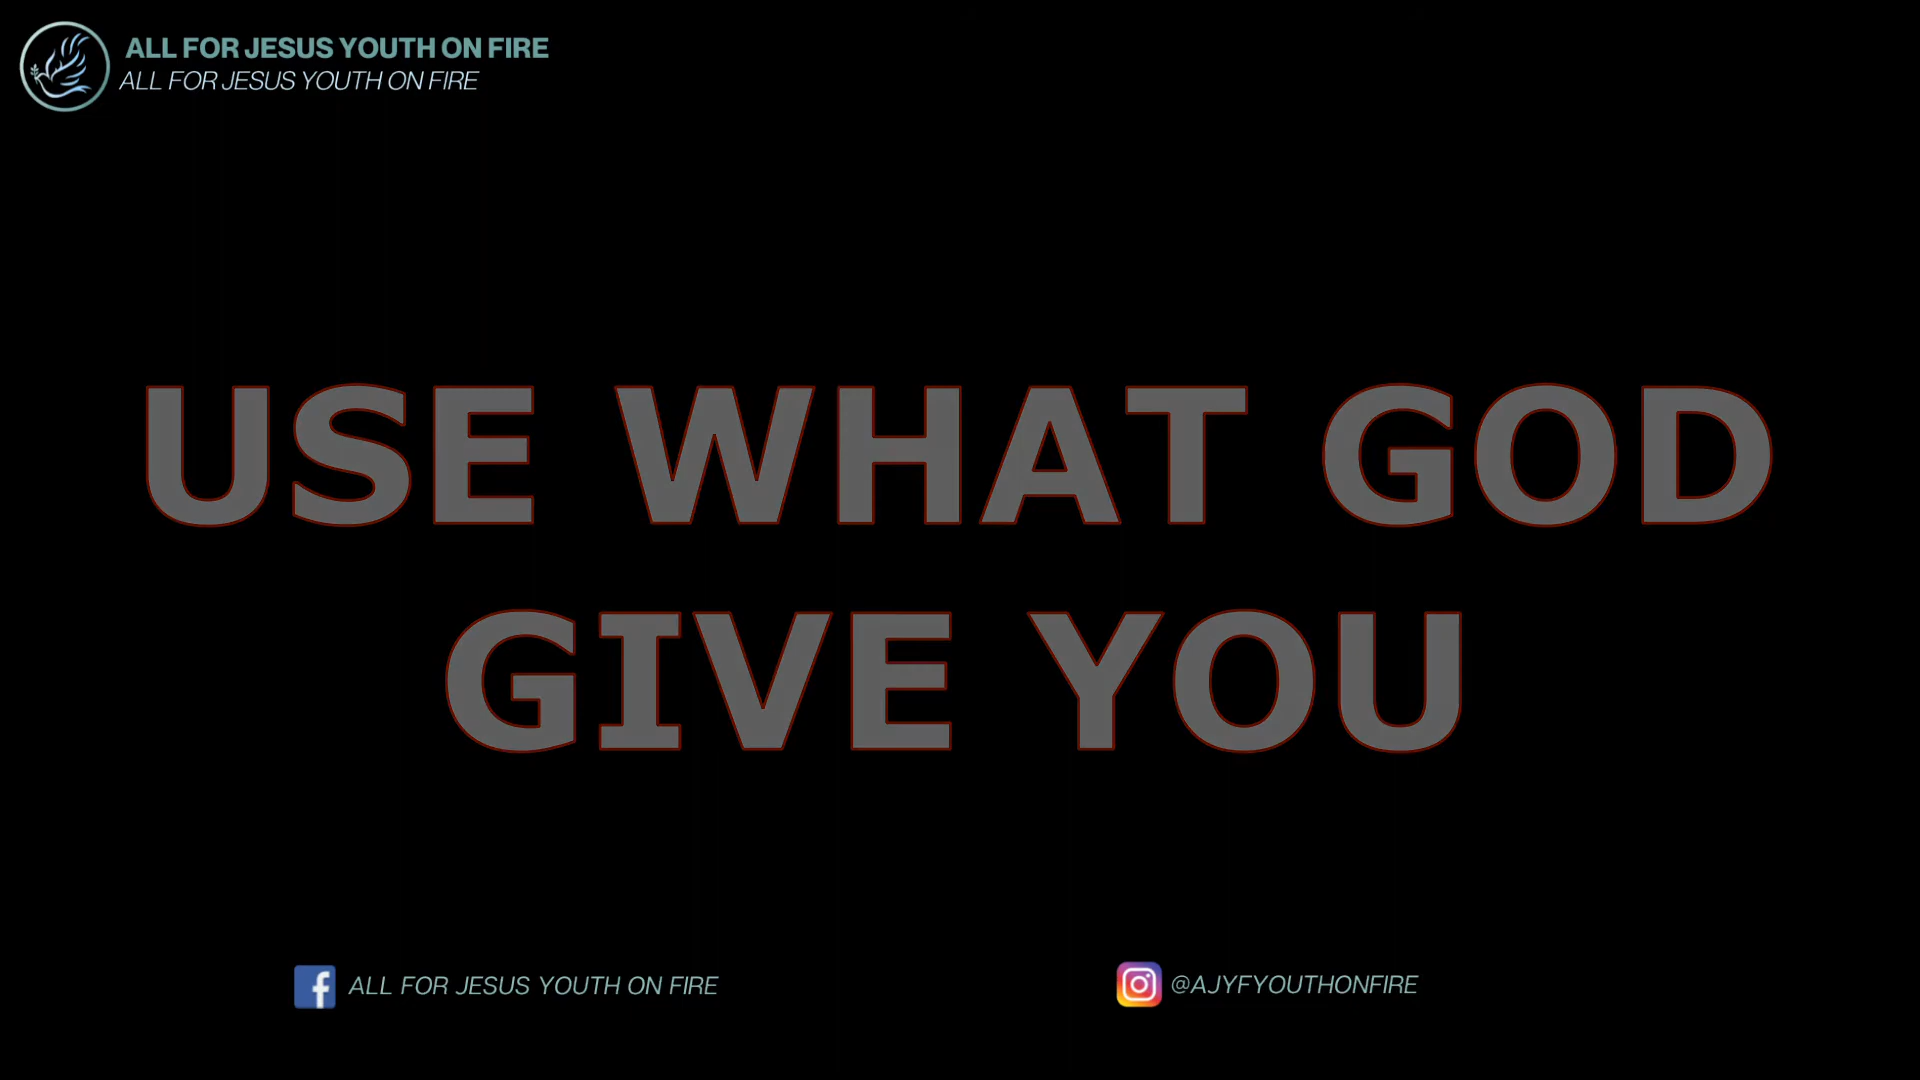 ALL FOR JESUS YOUTH ON FIRE
ALL FOR JESUS YOUTH ON FIRE
USE WHAT GOD
GIVE YOU
ALL FOR JESUS YOUTH ON FIRE
@AJYFYOUTHONFIRE